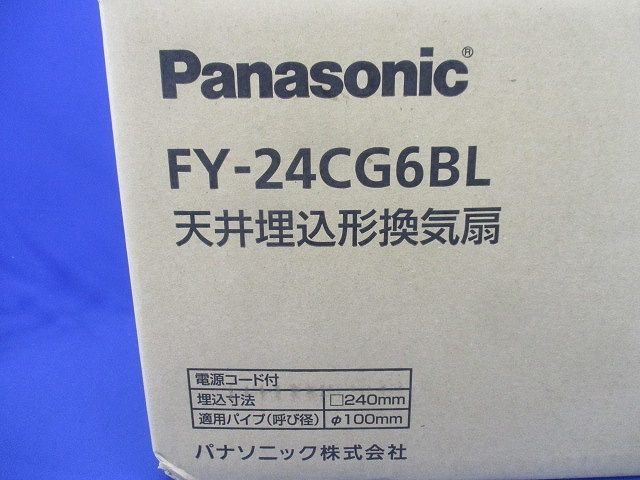 Panasonic®
FY-24CG6BL
天井埋込形換気扇
電源コード付
埋込寸法 □240mm
適用パイプ(呼び径) φ100mm
パナソニック株式会社